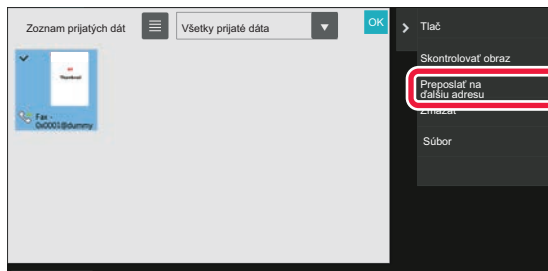 Zoznam prijatých dát
Všetky prijaté dáta
OK
Fax -
0x0001@dummy
Tlač
Skontrolovať obraz
Preposlať na
ďalšiu adresu
Zmazať
Súbor